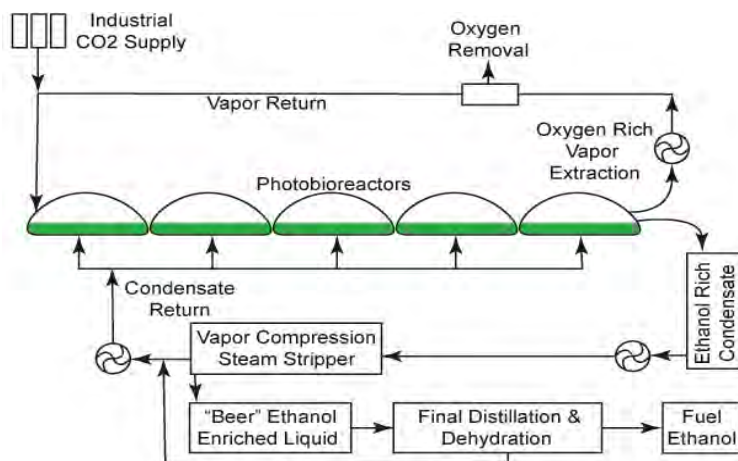 Industrial
CO2 Supply
Oxygen
Removal
Vapor Return
Oxygen Rich
Vapor
Extraction
Photobioreactors
Condensate
Return
Ethanol Rich
Condensate
Vapor Compression
Steam Stripper
“Beer” Ethanol
Enriched Liquid
Final Distillation &
Dehydration
Fuel
Ethanol